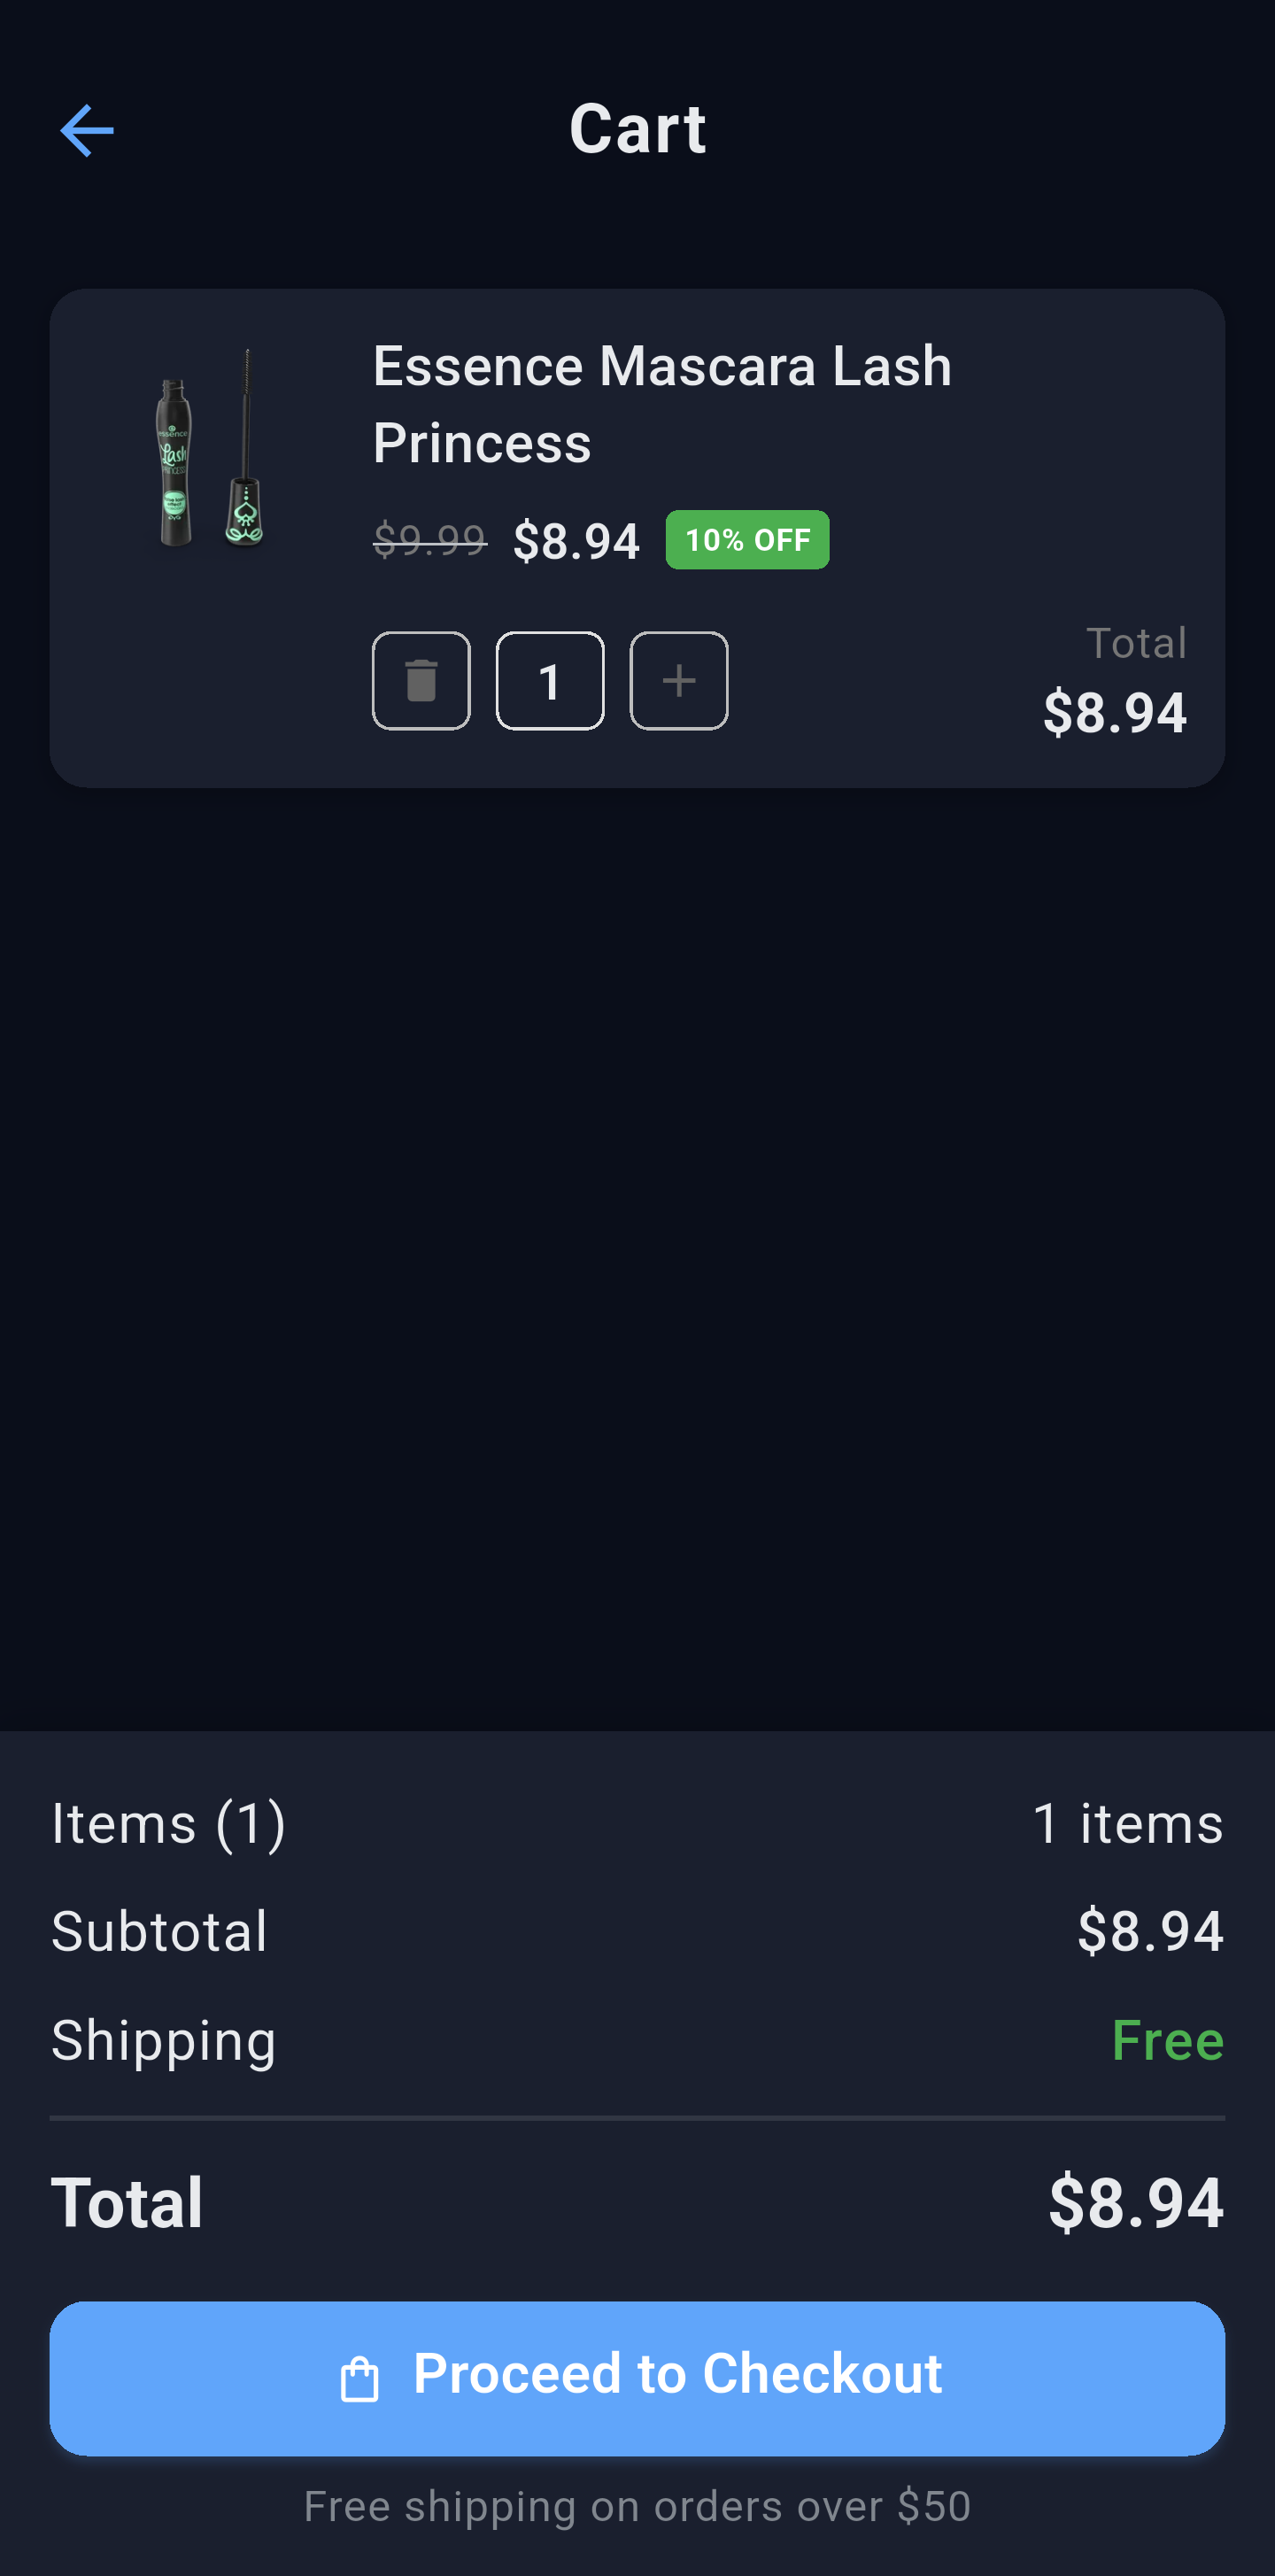 Cart
Essence Mascara Lash
Princess
essence
Lash
PRINCESS
$9.99 $8.94 10% OFF
1
Total
$8.94
Items (1) 1 items
Subtotal $8.94
Shipping Free
Total $8.94
Proceed to Checkout
Free shipping on orders over $50